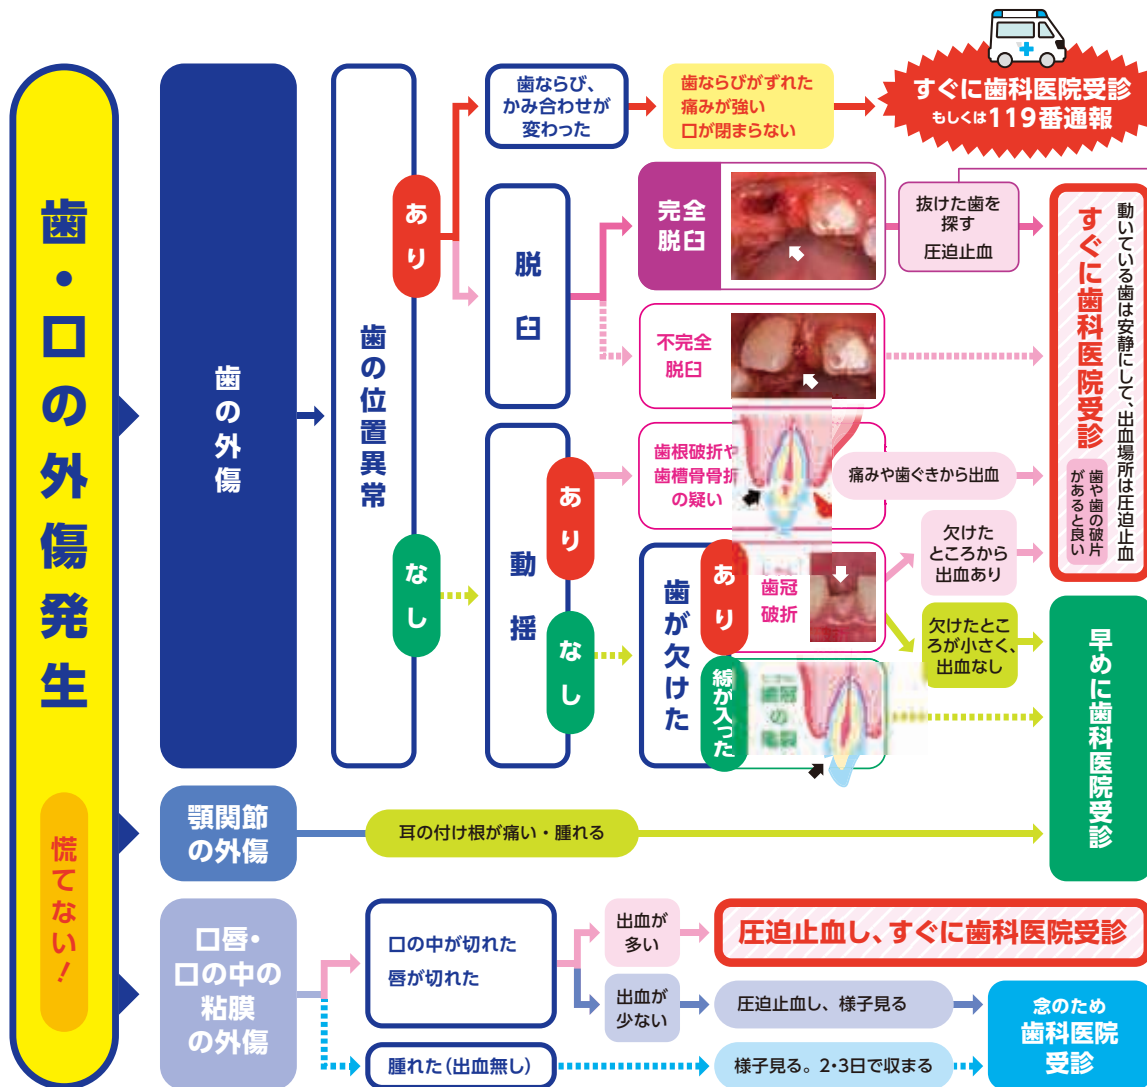 歯・口の外傷発生
慌てない!
歯の外傷
歯の位置異常
あり
なし
歯ならび、
かみ合わせが
変わった
歯ならびがずれた
痛みが強い
口が閉まらない
すぐに歯科医院受診
もしくは119番通報
脱臼
完全
脱臼
抜けた歯を
探す
圧迫止血
不完全
脱臼
動いている歯は安静にして、出血場所は圧迫止血
すぐに歯科医院受診
歯や歯の破片
があると良い
動揺
あり
なし
歯根破折や
歯槽骨骨折
の疑い
痛みや歯ぐきから出血
歯が欠けた
あり
歯冠
破折
欠けた
ところから
出血あり
欠けたとこ
ろが小さく、
出血なし
線が入った
歯冠
の
亀裂
早めに歯科医院受診
顎関節
の外傷
耳の付け根が痛い・腫れる
口唇・
口の中の
粘膜
の外傷
口の中が切れた
唇が切れた
出血が
多い
圧迫止血し、すぐに歯科医院受診
出血が
少ない
圧迫止血し、様子見る
念のため
歯科医院
受診
腫れた(出血無し)
様子見る。2・3日で収まる